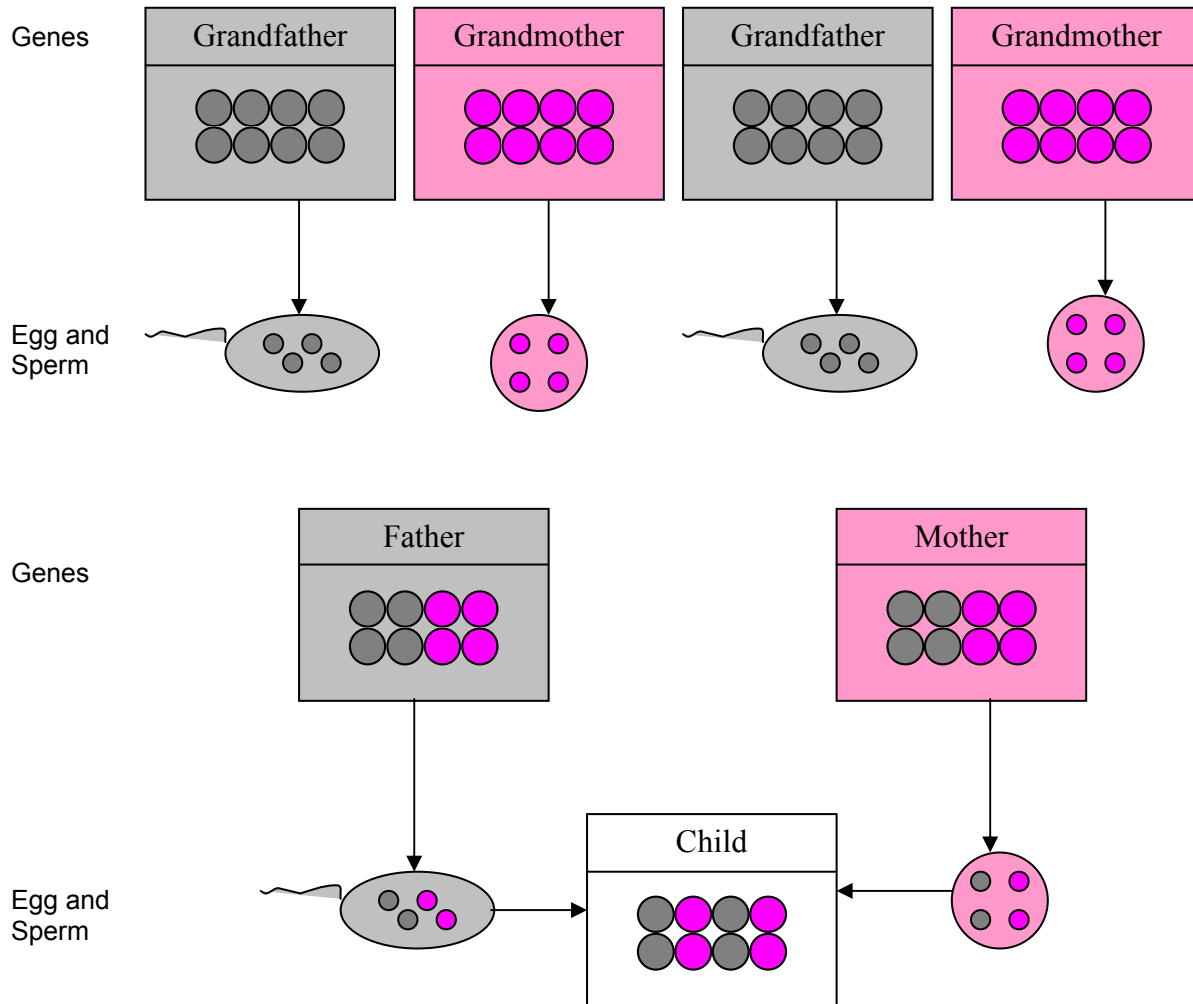 Genes
Grandfather
Grandmother
Grandfather
Grandmother
Egg and
Sperm
Father
Mother
Genes
Child
Egg and
Sperm